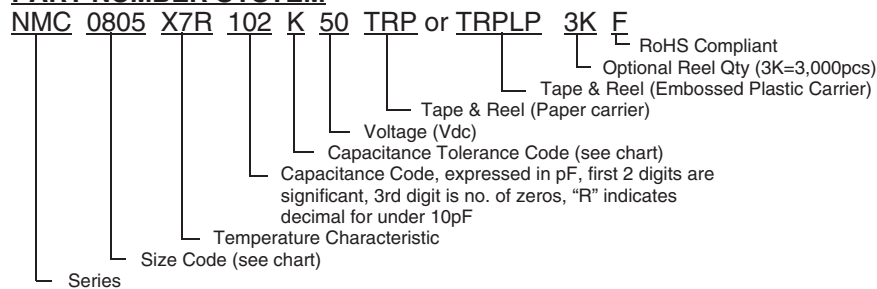 PART NUMBER SYSTEM
NMC 0805 X7R 102 K 50 TRP or TRPLP 3K F
RoHS Compliant
Optional Reel Qty (3K=3,000pcs)
Tape & Reel (Embossed Plastic Carrier)
Tape & Reel (Paper carrier)
Voltage (Vdc)
Capacitance Tolerance Code (see chart)
Capacitance Code, expressed in pF, first 2 digits are
significant, 3rd digit is no. of zeros, “R” indicates
decimal for under 10pF
Temperature Characteristic
Size Code (see chart)
Series